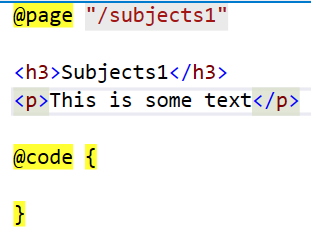 @page "/subjects1"
<h3>Subjects1</h3>
<p>This is some text</p>
@code {
}